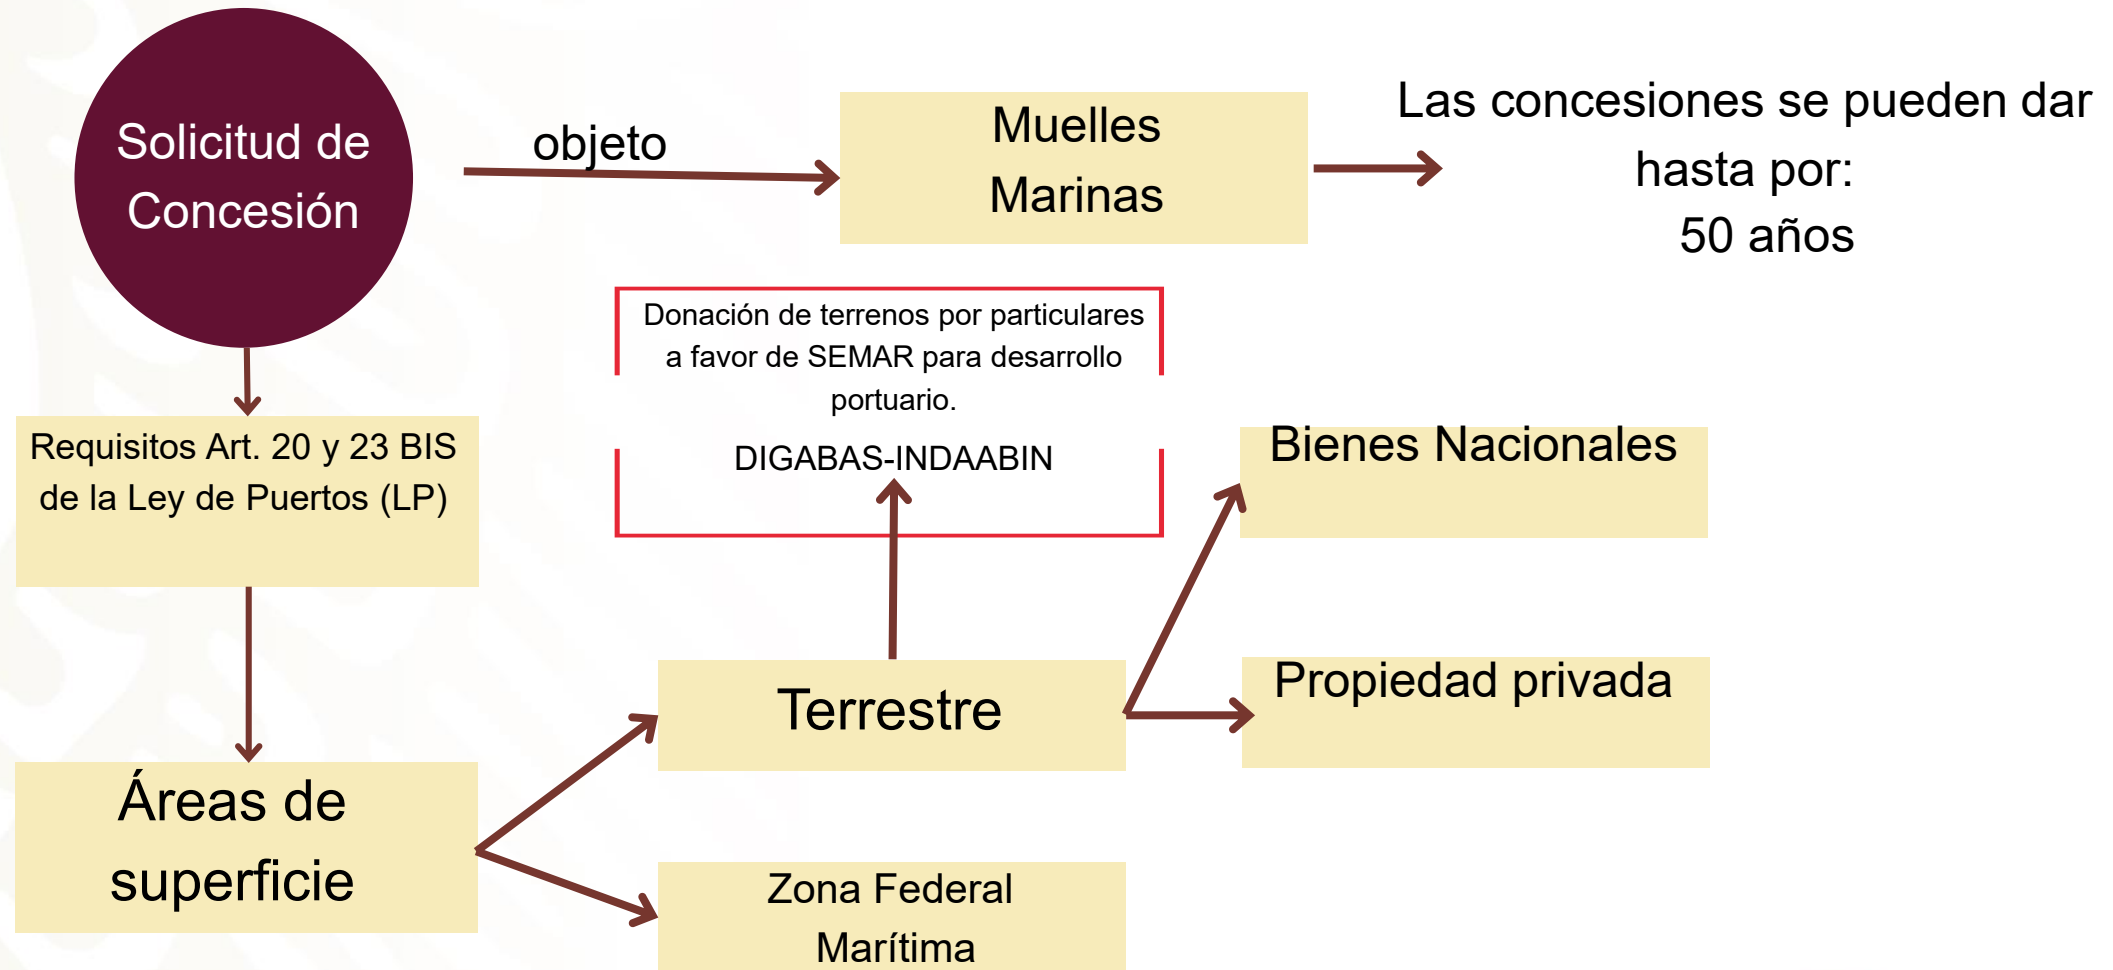 Solicitud de
Concesión
objeto
Muelles
Marinas
Las concesiones se pueden dar
hasta por:
50 años
Donación de terrenos por particulares
a favor de SEMAR para desarrollo
portuario.
DIGABAS-INDAABIN
Requisitos Art. 20 y 23 BIS
de la Ley de Puertos (LP)
Bienes Nacionales
Propiedad privada
Terrestre
Áreas de
superficie
Zona Federal
Marítima